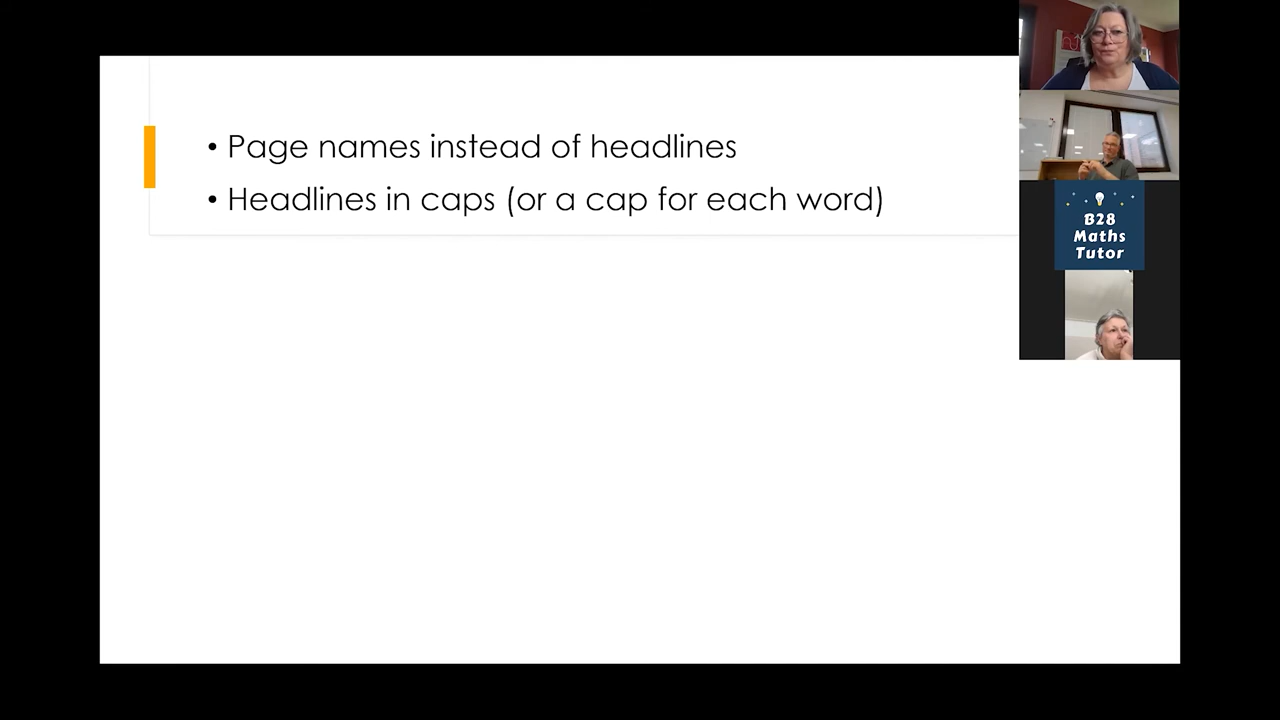 • Page names instead of headlines
• Headlines in caps (or a cap for each word)
B28
Maths
Tutor